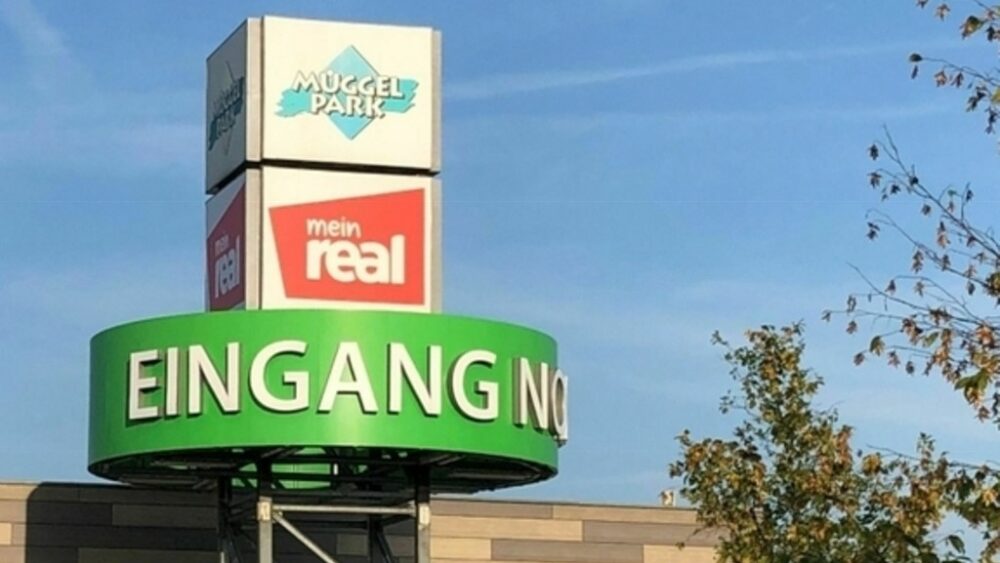 MÜGGEL
PARK
mein
real
EINGANG